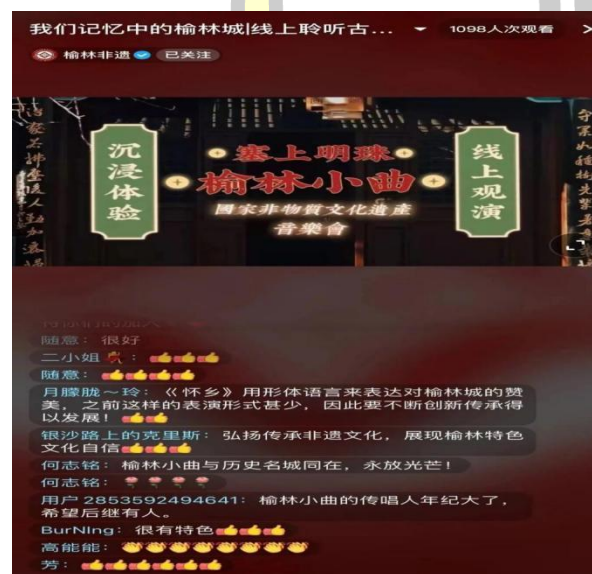 我们记忆中的榆林城|线上聆听古... 1098人次观看
榆林非遗 已关注
沉浸体验
塞上明珠
榆林小曲
國家非物質文化遺產
音樂會
线上观演
随意：很好
二小姐💃：👍👍👍
随意：👍👍👍👍
月朦胧～玲：《怀乡》用形体语言来表达对榆林城的赞
美，之前这样的表演形式甚少，因此要不断创新传承得
以发展！👍👍
银沙路上的克里斯：弘扬传承非遗文化，展现榆林特色
文化自信👍👍👍👍
何志铭：榆林小曲与历史名城同在，永放光芒！
何志铭：🌹🌹🌹🌹
用户2853592494641：榆林小曲的传唱人年纪大了，
希望后继有人。
BurNIng：很有特色👍👍👍
高能能：👏👏👏👏👏👏👏👏
芳：👍👍👍👍👍👍